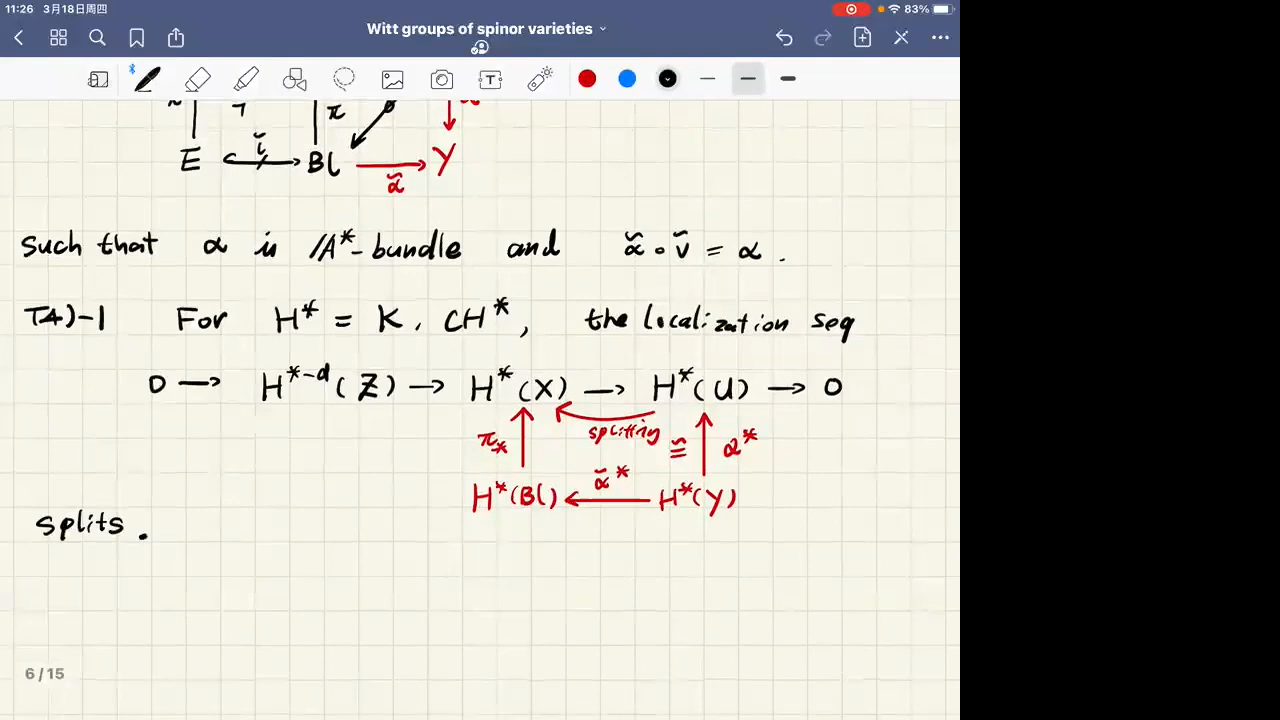 11:26 3月18日周四
83%
Witt groups of spinor varieties
π
E
ĩ
Bl
α̃
Y
such that α is /A*-bundle and α̃ ∘ ṽ = α.
T4)-1 For H* = K, CH*, the localization seq
0 → H*-d(Z) → H*(X) → H*(U) → 0
π* splitting ≅ α*
H*(Bl) α̃* H*(Y)
splits.
6 / 15